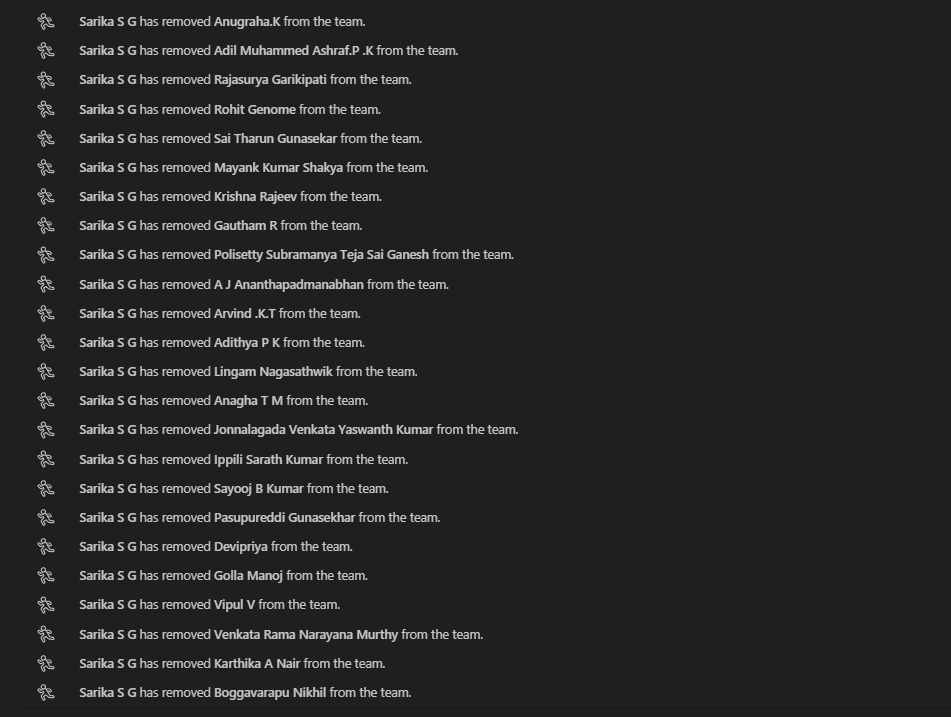 Sarika S G has removed Anugraha.K from the team.
Sarika S G has removed Adil Muhammed Ashraf.P .K from the team.
Sarika S G has removed Rajasurya Garikipati from the team.
Sarika S G has removed Rohit Genome from the team.
Sarika S G has removed Sai Tharun Gunasekar from the team.
Sarika S G has removed Mayank Kumar Shakya from the team.
Sarika S G has removed Krishna Rajeev from the team.
Sarika S G has removed Gautham R from the team.
Sarika S G has removed Polisetty Subramanya Teja Sai Ganesh from the team.
Sarika S G has removed A J Ananthapadmanabhan from the team.
Sarika S G has removed Arvind .K.T from the team.
Sarika S G has removed Adithya P K from the team.
Sarika S G has removed Lingam Nagasathwik from the team.
Sarika S G has removed Anagha T M from the team.
Sarika S G has removed Jonnalagada Venkata Yaswanth Kumar from the team.
Sarika S G has removed Ippili Sarath Kumar from the team.
Sarika S G has removed Sayooj B Kumar from the team.
Sarika S G has removed Pasupureddi Gunasekhar from the team.
Sarika S G has removed Devipriya from the team.
Sarika S G has removed Golla Manoj from the team.
Sarika S G has removed Vipul V from the team.
Sarika S G has removed Venkata Rama Narayana Murthy from the team.
Sarika S G has removed Karthika A Nair from the team.
Sarika S G has removed Boggavarapu Nikhil from the team.